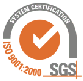 SYSTEM CERTIFICATION
ISO 9001:2000
SGS